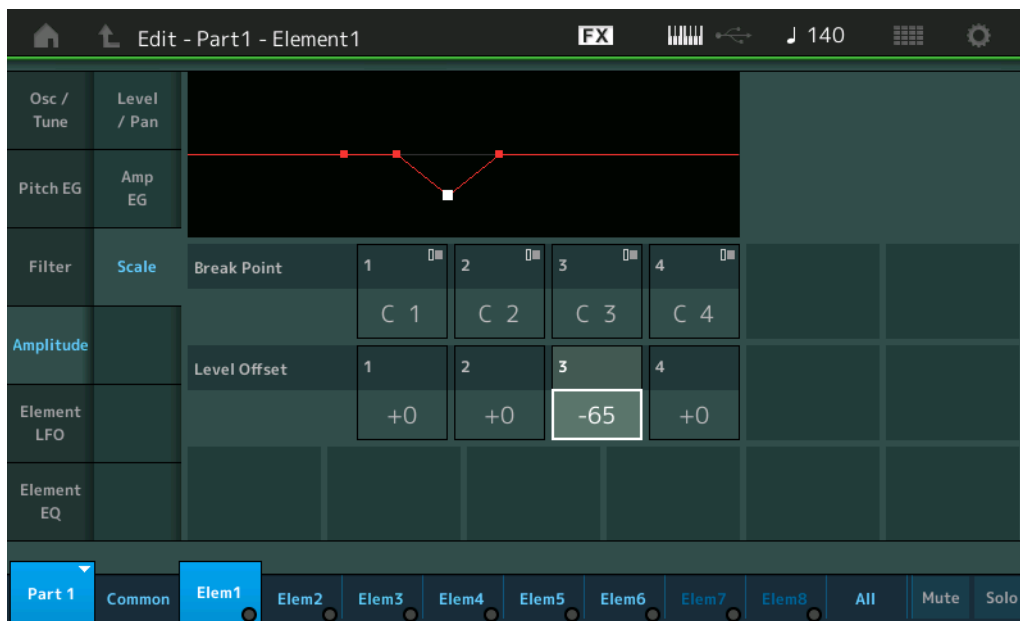 Edit - Part1 - Element1 FX ♩ 140
Osc /
Tune
Level
/ Pan
Pitch EG
Amp
EG
Filter
Scale
Break Point 1 2 3 4
C 1 C 2 C 3 C 4
Amplitude
Level Offset 1 2 3 4
+0 +0 -65 +0
Element
LFO
Element
EQ
Part 1 Common Elem1 Elem2 Elem3 Elem4 Elem5 Elem6 Elem7 Elem8 All Mute Solo